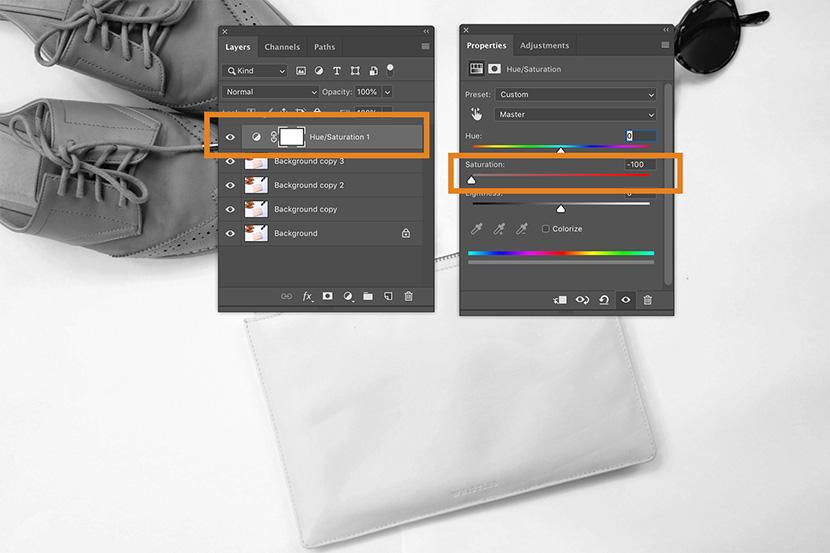 Layers Channels Paths
Kind
Normal Opacity: 100%
Hue/Saturation 1
Background copy 3
Background copy 2
Background copy
Background
fx
Properties Adjustments
Hue/Saturation
Preset: Custom
Master
Hue: 0
Saturation: -100
Lightness:
Colorize